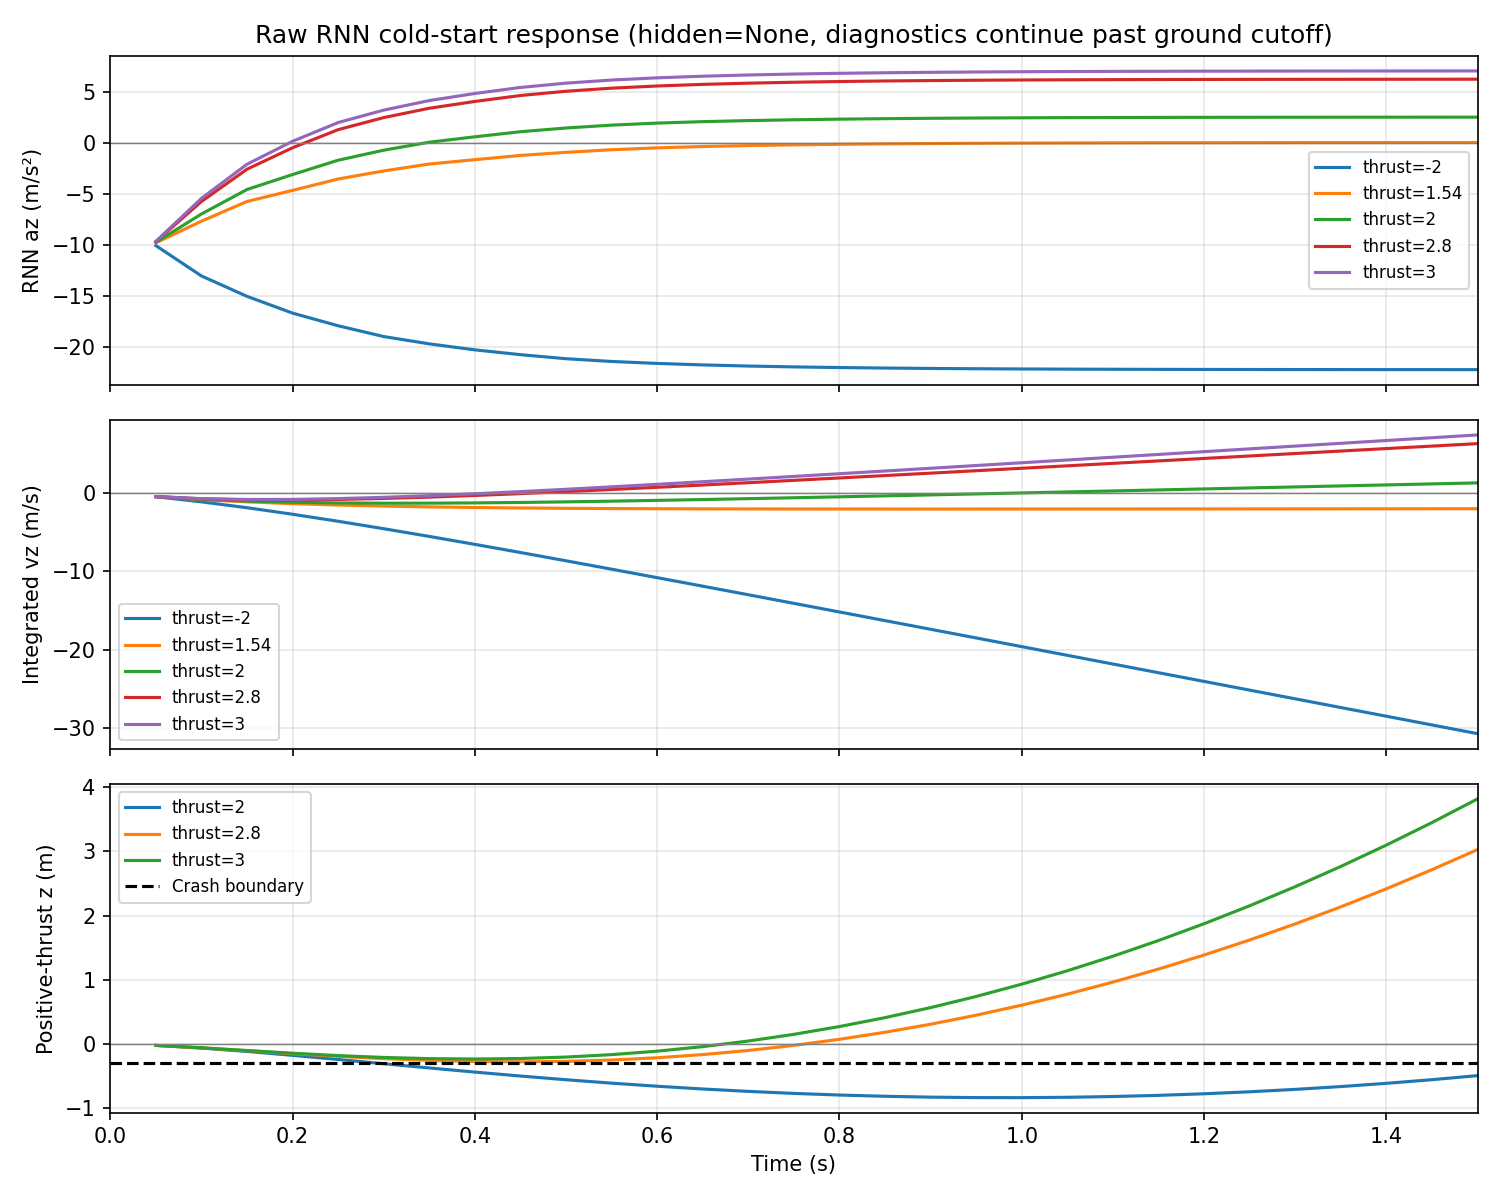 Raw RNN cold-start response (hidden=None, diagnostics continue past ground cutoff)
RNN az (m/s²)
5
0
−5
−10
−15
−20
thrust=-2
thrust=1.54
thrust=2
thrust=2.8
thrust=3
Integrated vz (m/s)
0
−10
−20
−30
thrust=-2
thrust=1.54
thrust=2
thrust=2.8
thrust=3
Positive-thrust z (m)
4
3
2
1
0
−1
thrust=2
thrust=2.8
thrust=3
Crash boundary
0.0 0.2 0.4 0.6 0.8 1.0 1.2 1.4
Time (s)